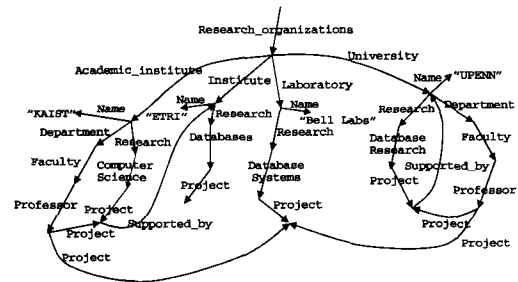 Research_organizations
University
Academic_institute
Institute
Laboratory
Name "UPENN"
Name
Name
"KAIST"
"ETRI"
Research
Name
Research
Department
Department
"Bell Labs"
Research
Databases
Research
Database
Research
Faculty
Faculty
Computer
Science
Database
Systems
Supported_by
Project
Project
Professor
Professor
Project
Project
Project
Supported_by
Project
Project
Project